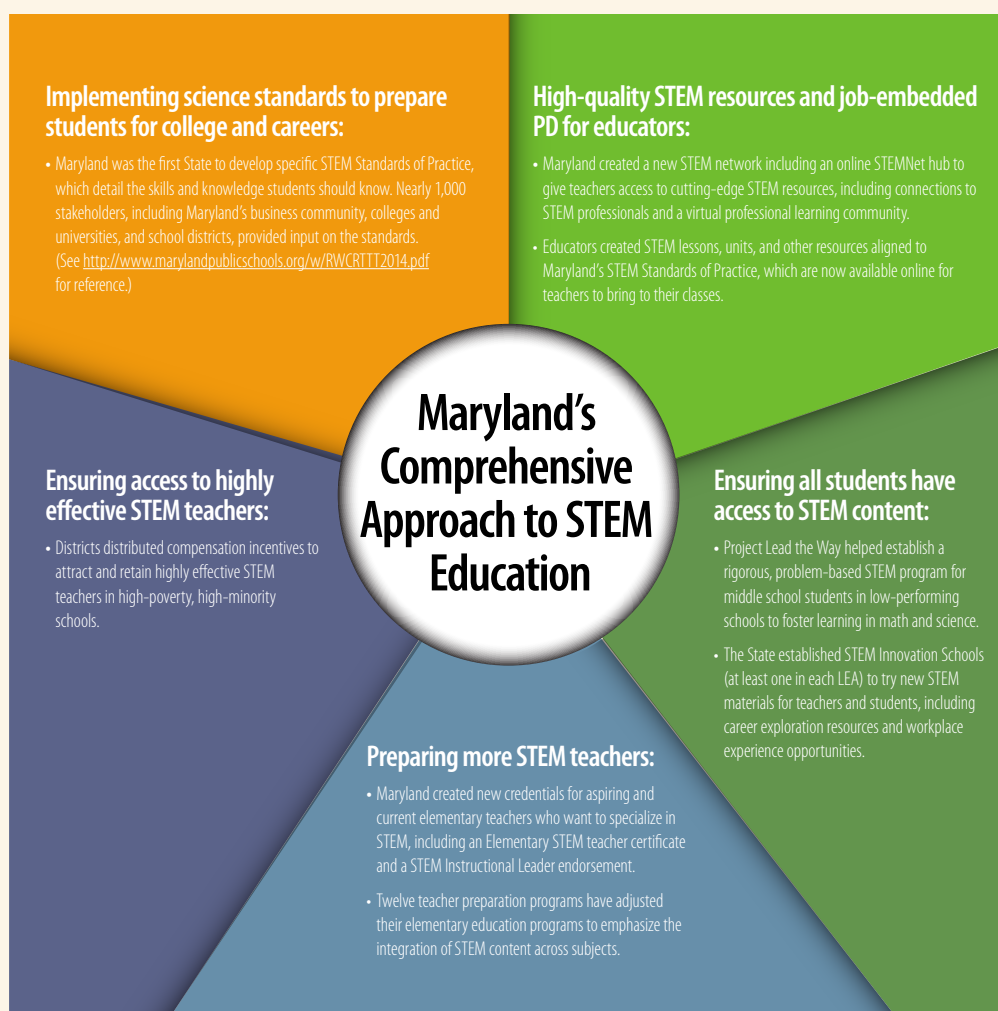 Implementing science standards to prepare
students for college and careers:
• Maryland was the first State to develop specific STEM Standards of Practice,
which detail the skills and knowledge students should know. Nearly 1,000
stakeholders, including Maryland’s business community, colleges and
universities, and school districts, provided input on the standards.
(See http://www.marylandpublicschools.org/w/RWCRTTT2014.pdf
for reference.)
High-quality STEM resources and job-embedded
PD for educators:
• Maryland created a new STEM network including an online STEMNet hub to
give teachers access to cutting-edge STEM resources, including connections to
STEM professionals and a virtual professional learning community.
• Educators created STEM lessons, units, and other resources aligned to
Maryland’s STEM Standards of Practice, which are now available online for
teachers to bring to their classes.
Maryland’s
Comprehensive
Approach to STEM
Education
Ensuring access to highly
effective STEM teachers:
• Districts distributed compensation incentives to
attract and retain highly effective STEM
teachers in high-poverty, high-minority
schools.
Ensuring all students have
access to STEM content:
• Project Lead the Way helped establish a
rigorous, problem-based STEM program for
middle school students in low-performing
schools to foster learning in math and science.
• The State established STEM Innovation Schools
(at least one in each LEA) to try new STEM
materials for teachers and students, including
career exploration resources and workplace
experience opportunities.
Preparing more STEM teachers:
• Maryland created new credentials for aspiring and
current elementary teachers who want to specialize in
STEM, including an Elementary STEM teacher certificate
and a STEM Instructional Leader endorsement.
• Twelve teacher preparation programs have adjusted
their elementary education programs to emphasize the
integration of STEM content across subjects.